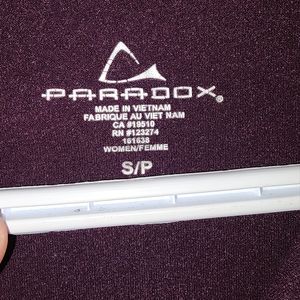 PARADOX®
MADE IN VIETNAM
FABRIQUE AU VIET NAM
CA #19510
RN #123274
161638
WOMEN/FEMME
S/P